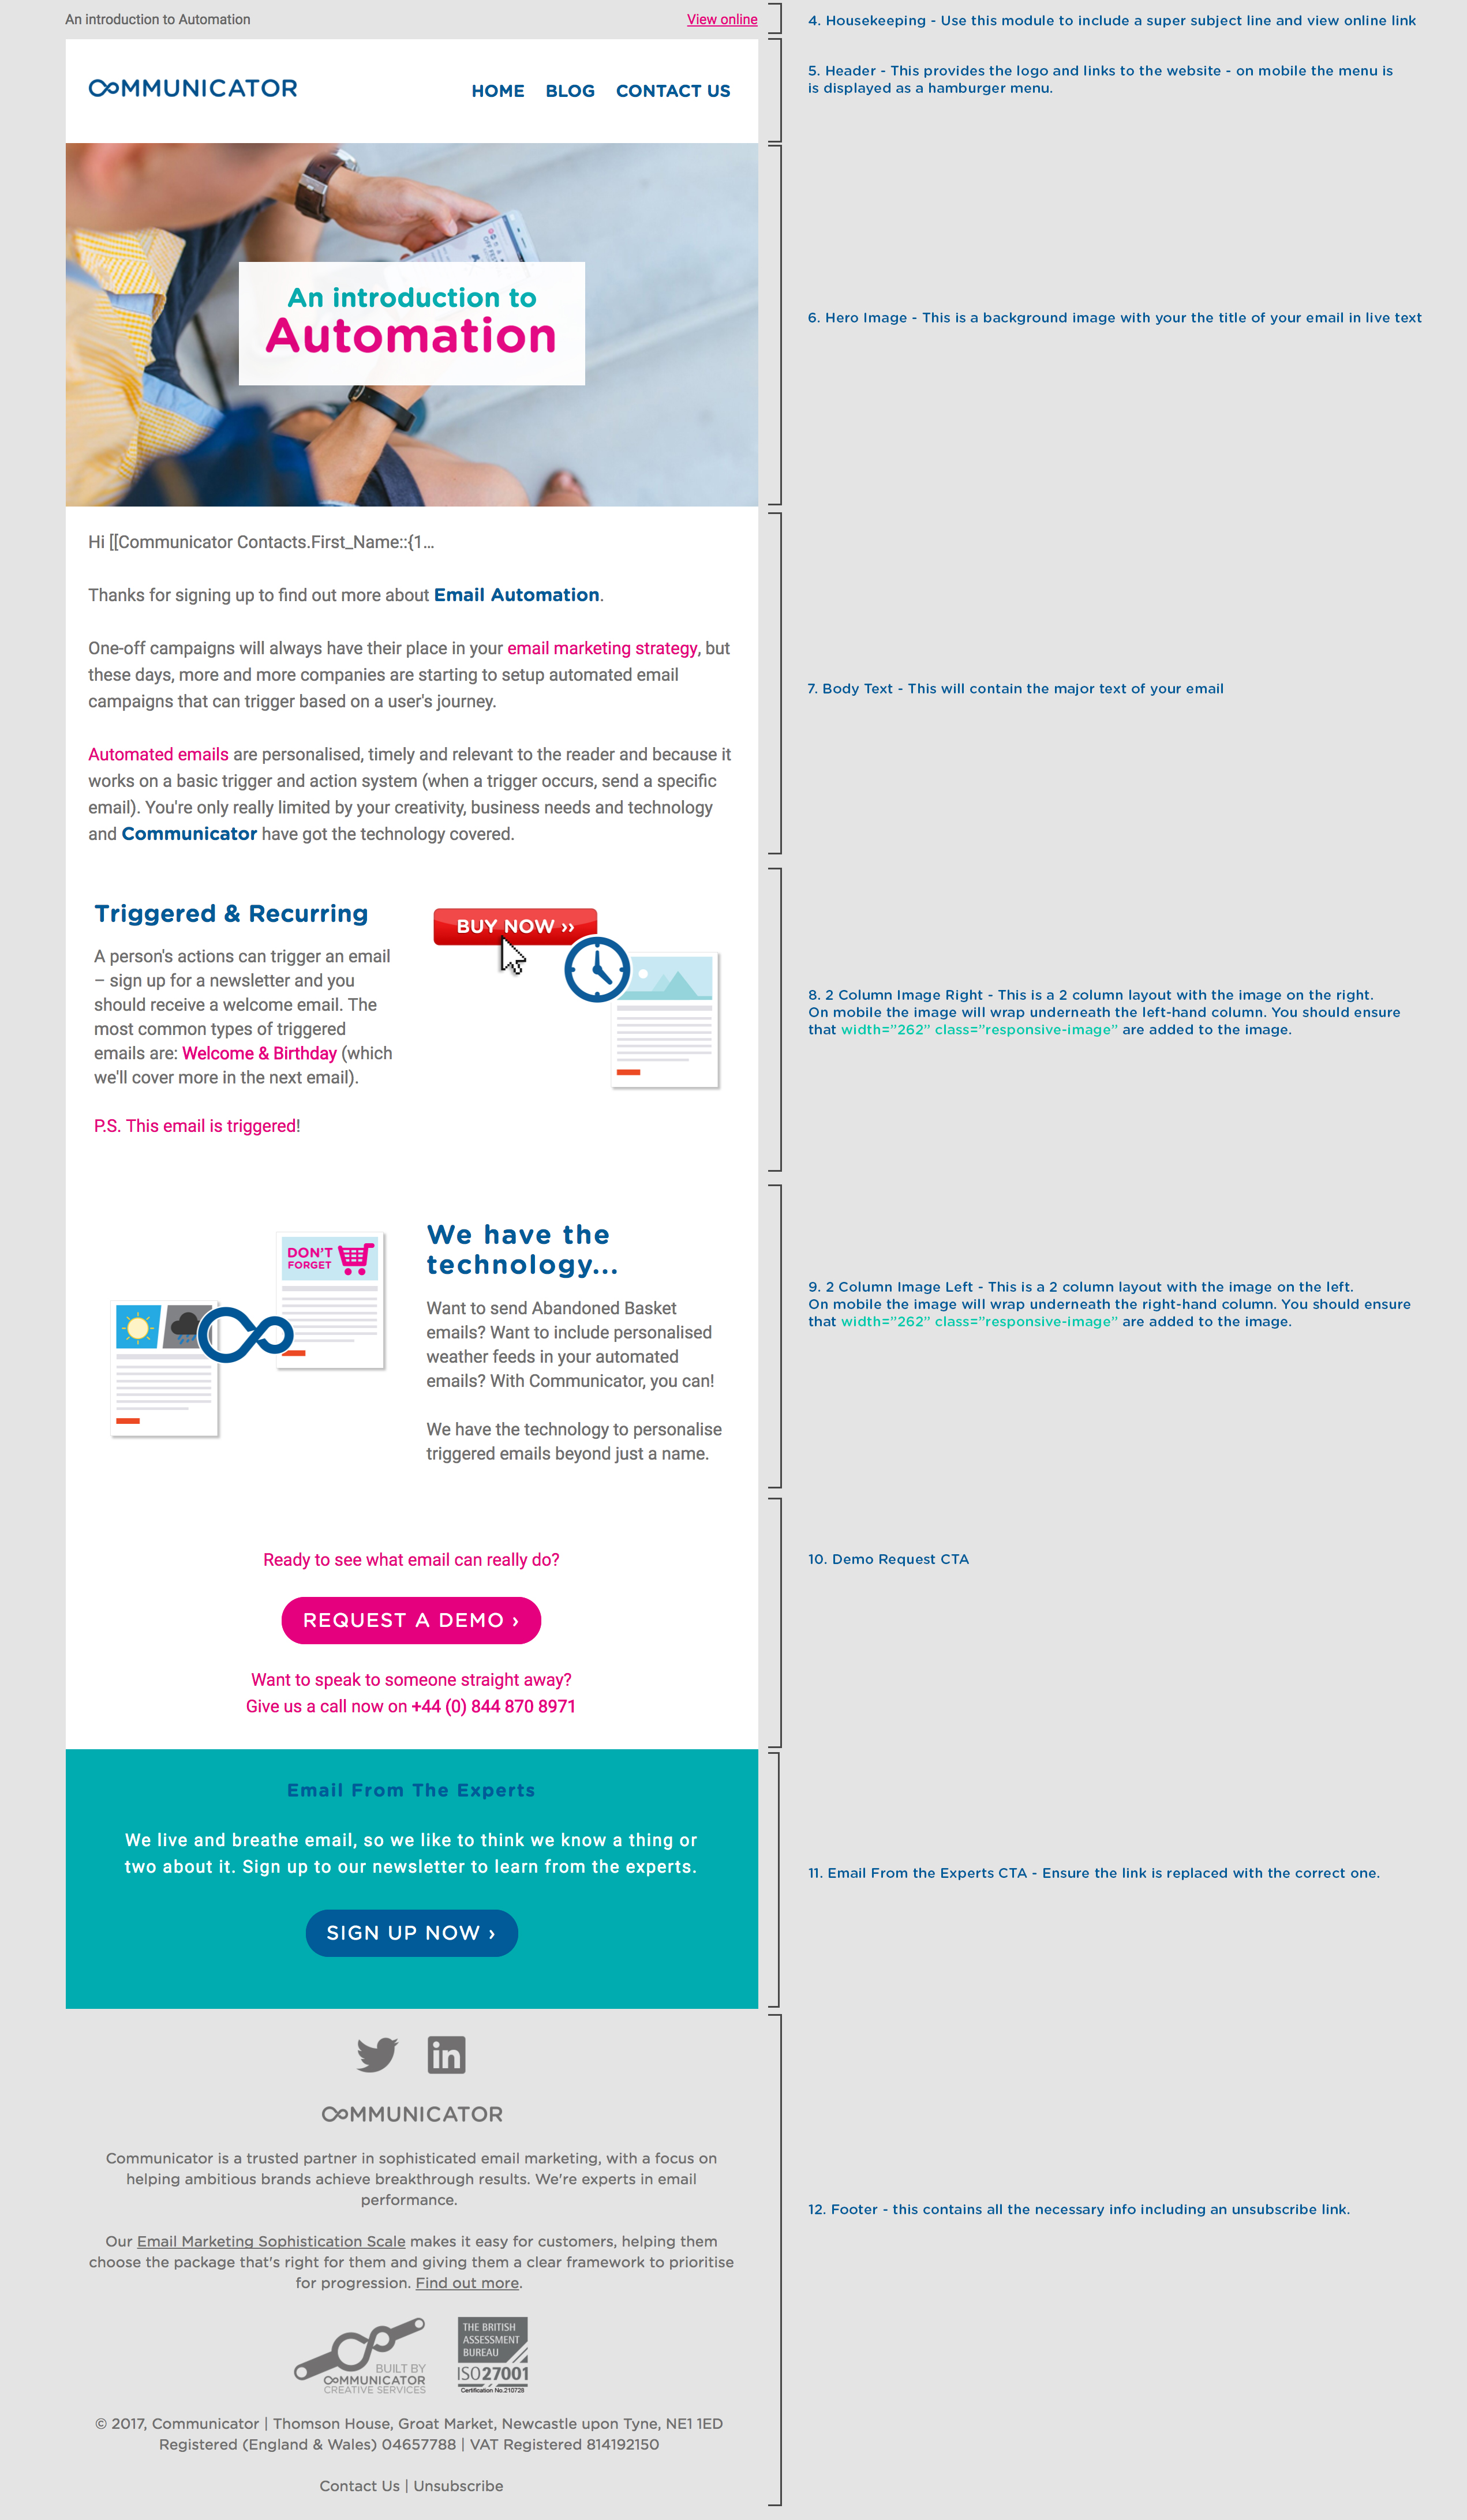 An introduction to Automation
View online
4. Housekeeping - Use this module to include a super subject line and view online link
COMMUNICATOR
HOME BLOG CONTACT US
5. Header - This provides the logo and links to the website - on mobile the menu is
is displayed as a hamburger menu.
An introduction to
Automation
6. Hero Image - This is a background image with your the title of your email in live text
Hi [[Communicator Contacts.First_Name::{1...
Thanks for signing up to find out more about Email Automation.
One-off campaigns will always have their place in your email marketing strategy, but
these days, more and more companies are starting to setup automated email
campaigns that can trigger based on a user's journey.
Automated emails are personalised, timely and relevant to the reader and because it
works on a basic trigger and action system (when a trigger occurs, send a specific
email). You're only really limited by your creativity, business needs and technology
and Communicator have got the technology covered.
7. Body Text - This will contain the major text of your email
Triggered & Recurring
A person's actions can trigger an email
– sign up for a newsletter and you
should receive a welcome email. The
most common types of triggered
emails are: Welcome & Birthday (which
we'll cover more in the next email).
P.S. This email is triggered!
BUY NOW ››
8. 2 Column Image Right - This is a 2 column layout with the image on the right.
On mobile the image will wrap underneath the left-hand column. You should ensure
that width=”262” class=”responsive-image” are added to the image.
DON'T
FORGET
We have the
technology...
Want to send Abandoned Basket
emails? Want to include personalised
weather feeds in your automated
emails? With Communicator, you can!
We have the technology to personalise
triggered emails beyond just a name.
9. 2 Column Image Left - This is a 2 column layout with the image on the left.
On mobile the image will wrap underneath the right-hand column. You should ensure
that width=”262” class=”responsive-image” are added to the image.
Ready to see what email can really do?
REQUEST A DEMO ›
Want to speak to someone straight away?
Give us a call now on +44 (0) 844 870 8971
10. Demo Request CTA
Email From The Experts
We live and breathe email, so we like to think we know a thing or
two about it. Sign up to our newsletter to learn from the experts.
SIGN UP NOW ›
11. Email From the Experts CTA - Ensure the link is replaced with the correct one.
in
COMMUNICATOR
Communicator is a trusted partner in sophisticated email marketing, with a focus on
helping ambitious brands achieve breakthrough results. We're experts in email
performance.
Our Email Marketing Sophistication Scale makes it easy for customers, helping them
choose the package that's right for them and giving them a clear framework to prioritise
for progression. Find out more.
12. Footer - this contains all the necessary info including an unsubscribe link.
BUILT BY
COMMUNICATOR
CREATIVE SERVICES
THE BRITISH
ASSESSMENT
BUREAU
ISO27001
Certification No.210728
© 2017, Communicator | Thomson House, Groat Market, Newcastle upon Tyne, NE1 1ED
Registered (England & Wales) 04657788 | VAT Registered 814192150
Contact Us | Unsubscribe